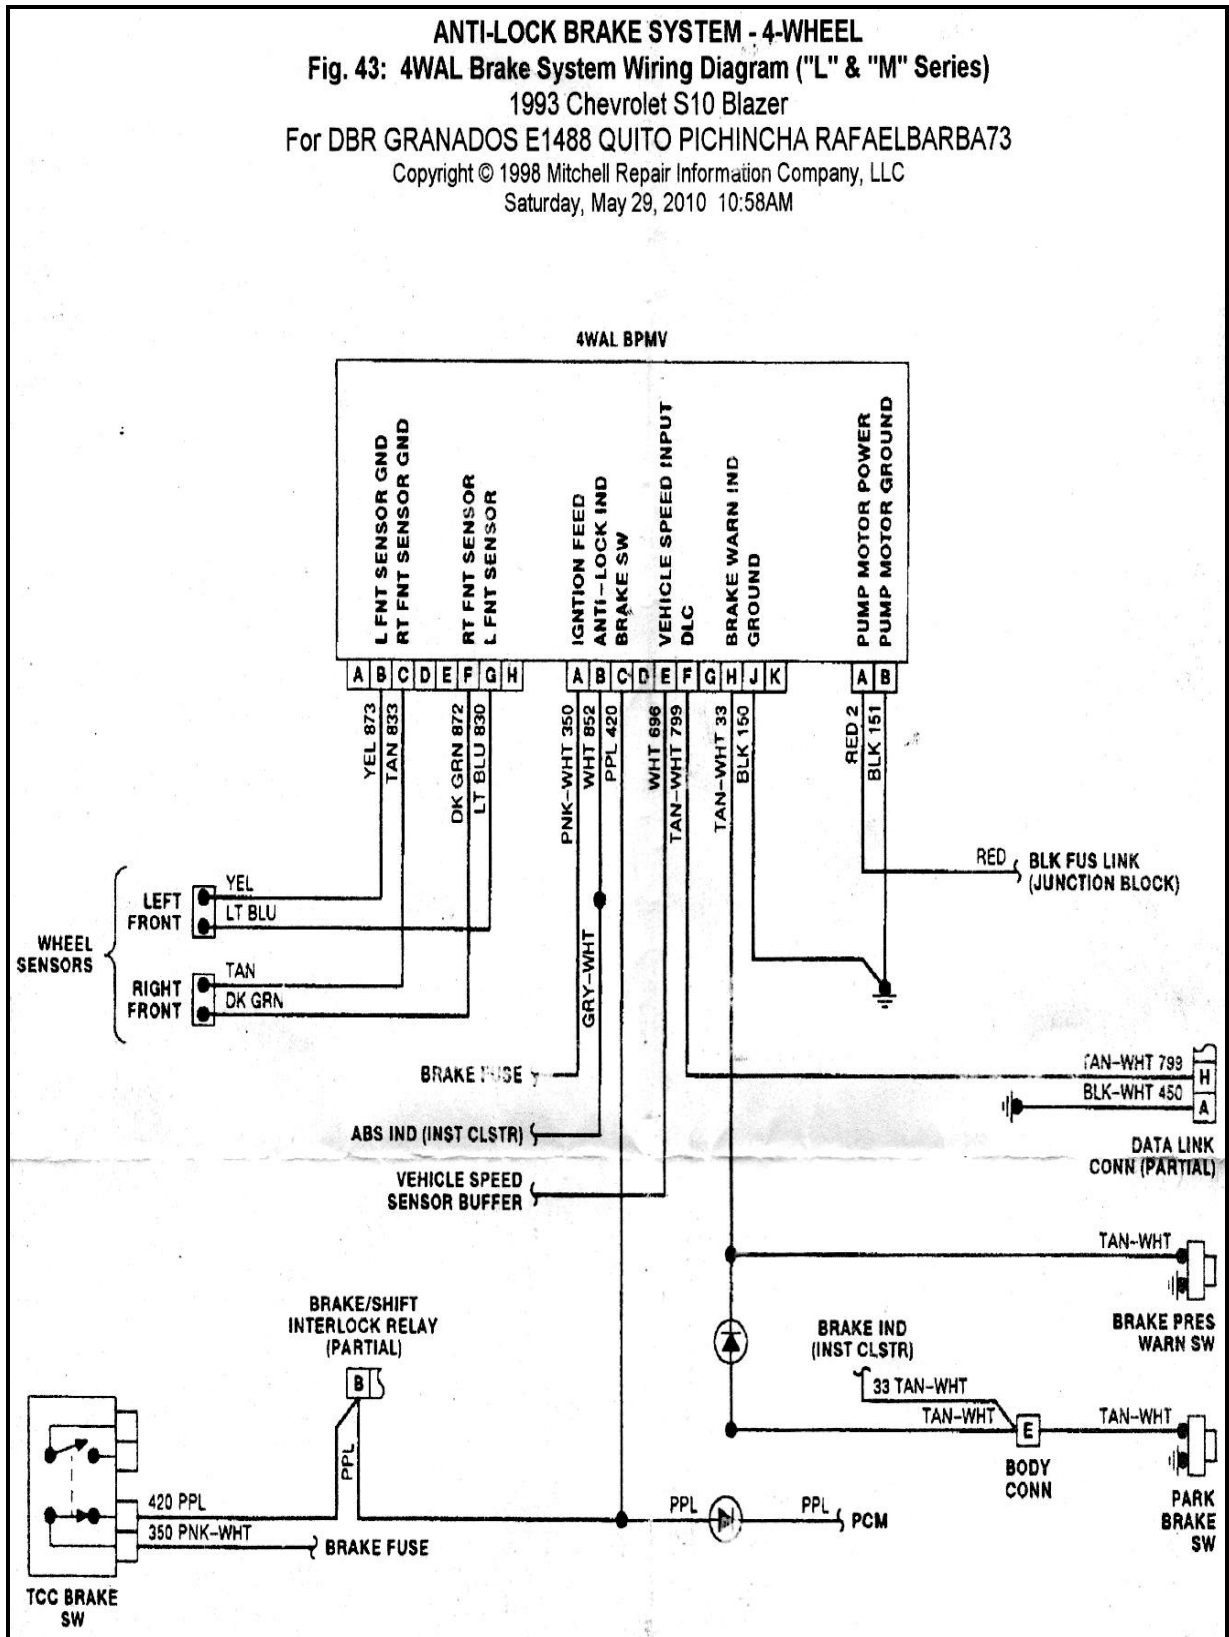 ANTI-LOCK BRAKE SYSTEM - 4-WHEEL
Fig. 43: 4WAL Brake System Wiring Diagram ("L" & "M" Series)
1993 Chevrolet S10 Blazer
For DBR GRANADOS E1488 QUITO PICHINCHA RAFAELBARBA73
Copyright © 1998 Mitchell Repair Information Company, LLC
Saturday, May 29, 2010 10:58AM
4WAL BPMV
L FNT SENSOR GND
RT FNT SENSOR GND
RT FNT SENSOR
L FNT SENSOR
IGNTION FEED
ANTI-LOCK IND
BRAKE SW
VEHICLE SPEED INPUT
DLC
BRAKE WARN IND
GROUND
PUMP MOTOR POWER
PUMP MOTOR GROUND
A B C D E F G H
A B C D E F G H J K
A B
YEL 873
TAN 833
DK GRN 872
LT BLU 830
PNK-WHT 350
WHT 852
PPL 420
WHT 696
TAN-WHT 799
TAN-WHT 33
BLK 150
RED 2
BLK 151
RED
BLK FUS LINK
(JUNCTION BLOCK)
WHEEL
SENSORS
LEFT
FRONT
YEL
LT BLU
RIGHT
FRONT
TAN
DK GRN
GRY-WHT
BRAKE FUSE
ABS IND (INST CLSTR)
VEHICLE SPEED
SENSOR BUFFER
TAN-WHT 799
H
BLK-WHT 450
A
DATA LINK
CONN (PARTIAL)
TAN-WHT
BRAKE PRES
WARN SW
BRAKE/SHIFT
INTERLOCK RELAY
(PARTIAL)
B
PPL
BRAKE IND
(INST CLSTR)
33 TAN-WHT
TAN-WHT
E
BODY
CONN
TAN-WHT
PARK
BRAKE
SW
420 PPL
350 PNK-WHT
BRAKE FUSE
TCC BRAKE
SW
PPL
PPL
PCM